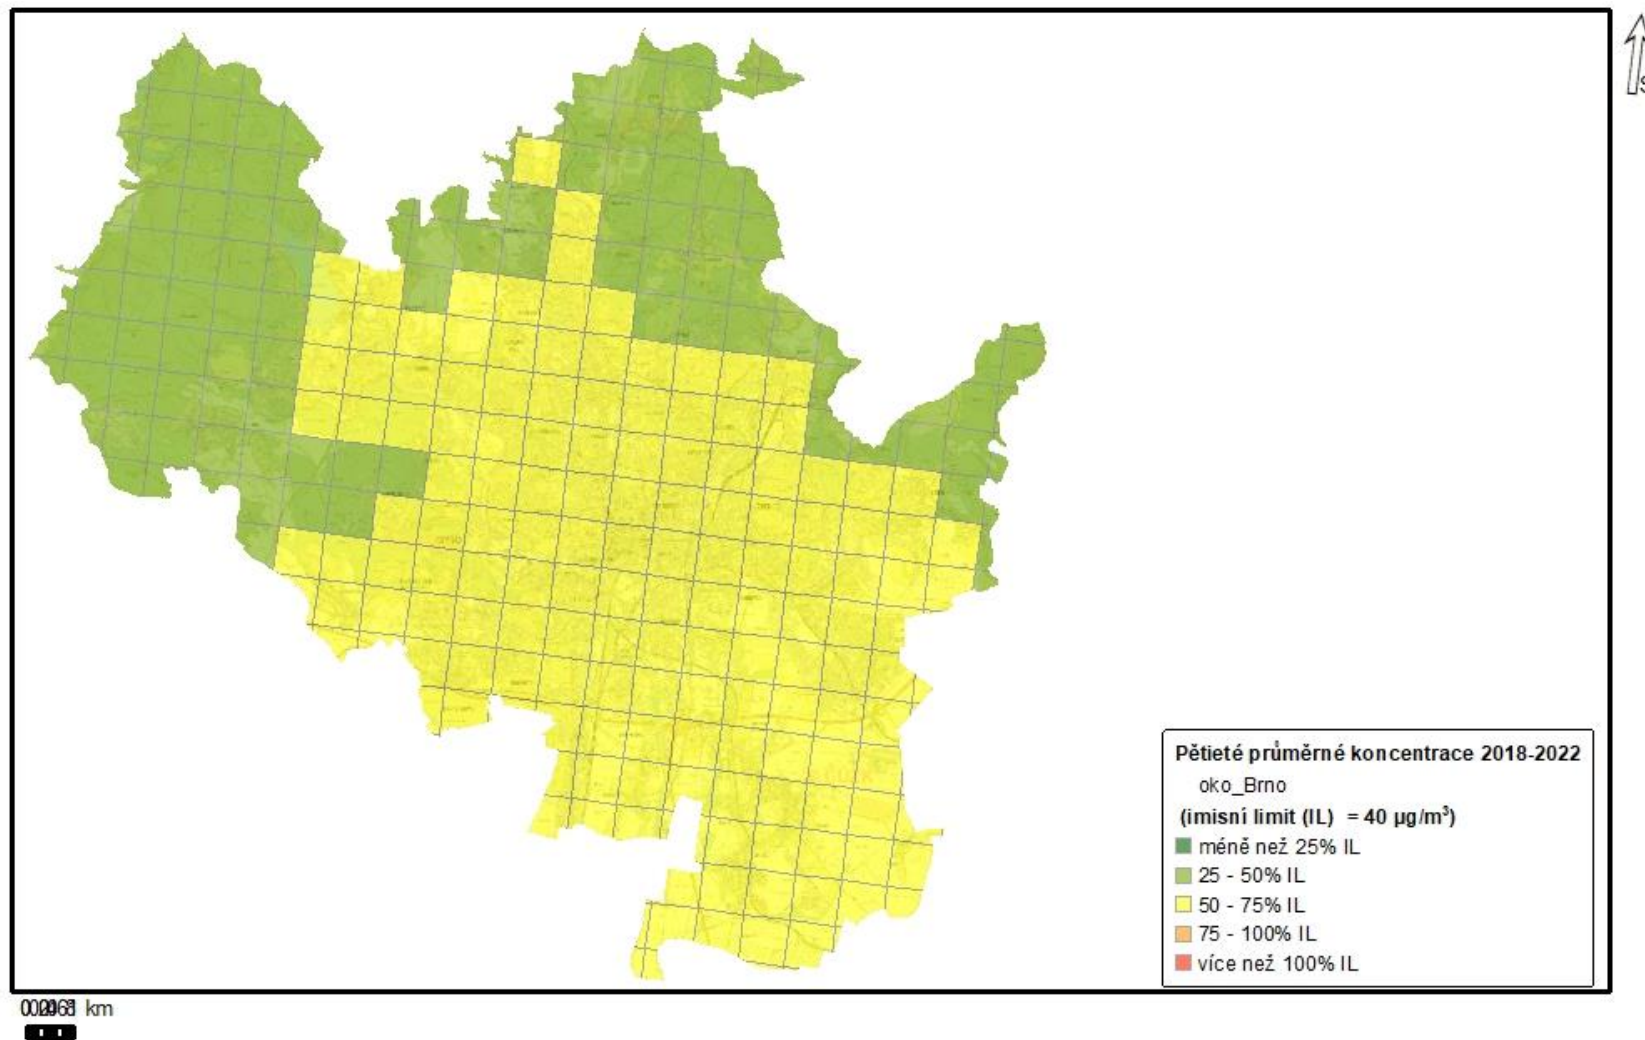 S
Pětieté průměrné koncentrace 2018-2022
oko_Brno
(imisní limit (IL) = 40 µg/m³)
méně než 25% IL
25 - 50% IL
50 - 75% IL
75 - 100% IL
více než 100% IL
km